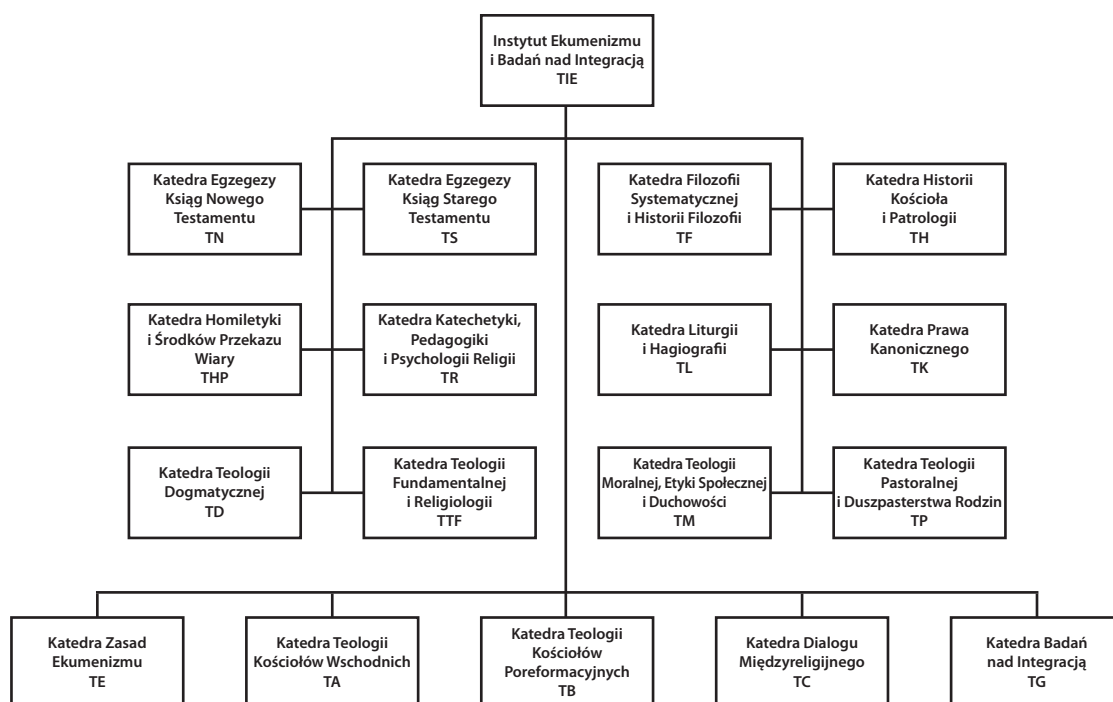 Instytut Ekumenizmu
i Badań nad Integracją
TIE
Katedra Egzegezy
Ksiąg Nowego
Testamentu
TN
Katedra Egzegezy
Ksiąg Starego
Testamentu
TS
Katedra Filozofii
Systematycznej
i Historii Filozofii
TF
Katedra Historii
Kościoła
i Patrologii
TH
Katedra Homiletyki
i Środków Przekazu
Wiary
THP
Katedra Katechetyki,
Pedagogiki
i Psychologii Religii
TR
Katedra Liturgii
i Hagiografii
TL
Katedra Prawa
Kanonicznego
TK
Katedra Teologii
Dogmatycznej
TD
Katedra Teologii
Fundamentalnej
i Religiologii
TTF
Katedra Teologii
Moralnej, Etyki Społecznej
i Duchowości
TM
Katedra Teologii
Pastoralnej
i Duszpasterstwa Rodzin
TP
Katedra Zasad
Ekumenizmu
TE
Katedra Teologii
Kościołów Wschodnich
TA
Katedra Teologii
Kościołów
Poreformacyjnych
TB
Katedra Dialogu
Międzyreligijnego
TC
Katedra Badań
nad Integracją
TG